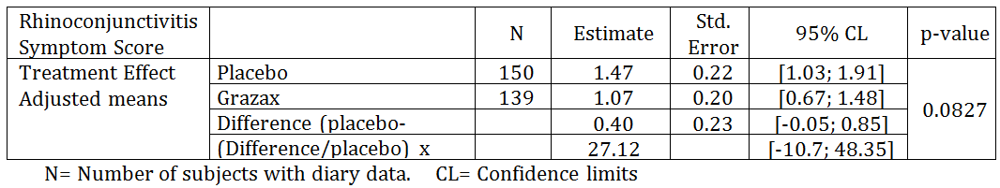 Rhinoconjunctivitis Symptom Score N Estimate Std. Error 95% CL p-value
Treatment Effect Adjusted means Placebo 150 1.47 0.22 [1.03; 1.91] 0.0827
Grazax 139 1.07 0.20 [0.67; 1.48]
Difference (placebo- 0.40 0.23 [-0.05; 0.85]
(Difference/placebo) x 27.12 [-10.7; 48.35]
N= Number of subjects with diary data. CL= Confidence limits